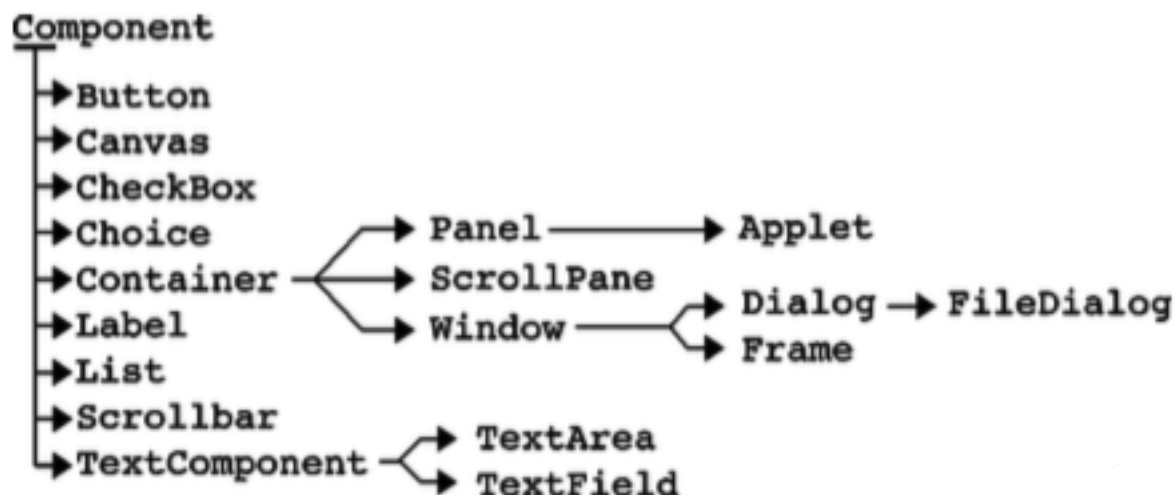 Component
Button
Canvas
CheckBox
Choice
Panel
Applet
Container
ScrollPane
Label
Window
Dialog
FileDialog
Frame
List
Scrollbar
TextComponent
TextArea
TextField